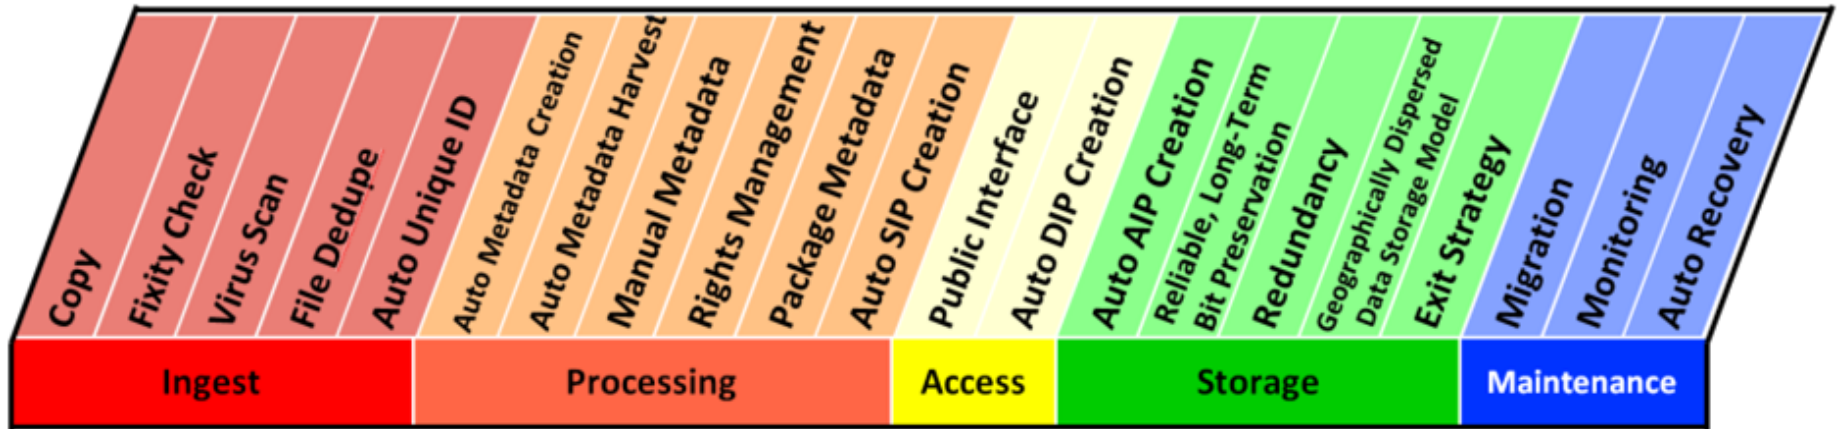 Copy
Fixity Check
Virus Scan
File Dedupe
Auto Unique ID
Auto Metadata Creation
Auto Metadata Harvest
Manual Metadata
Rights Management
Package Metadata
Auto SIP Creation
Public Interface
Auto DIP Creation
Auto AIP Creation
Reliable, Long-Term
Bit Preservation
Redundancy
Geographically Dispersed
Data Storage Model
Exit Strategy
Migration
Monitoring
Auto Recovery
Ingest
Processing
Access
Storage
Maintenance